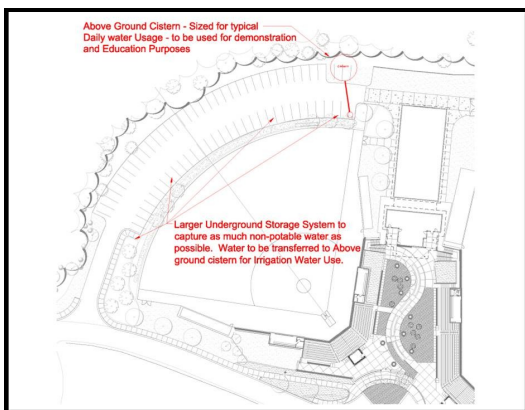 Above Ground Cistern - Sized for typical
Daily water Usage - to be used for demonstration
and Education Purposes
Larger Underground Storage System to
capture as much non-potable water as
possible. Water to be transferred to Above
ground cistern for Irrigation Water Use.